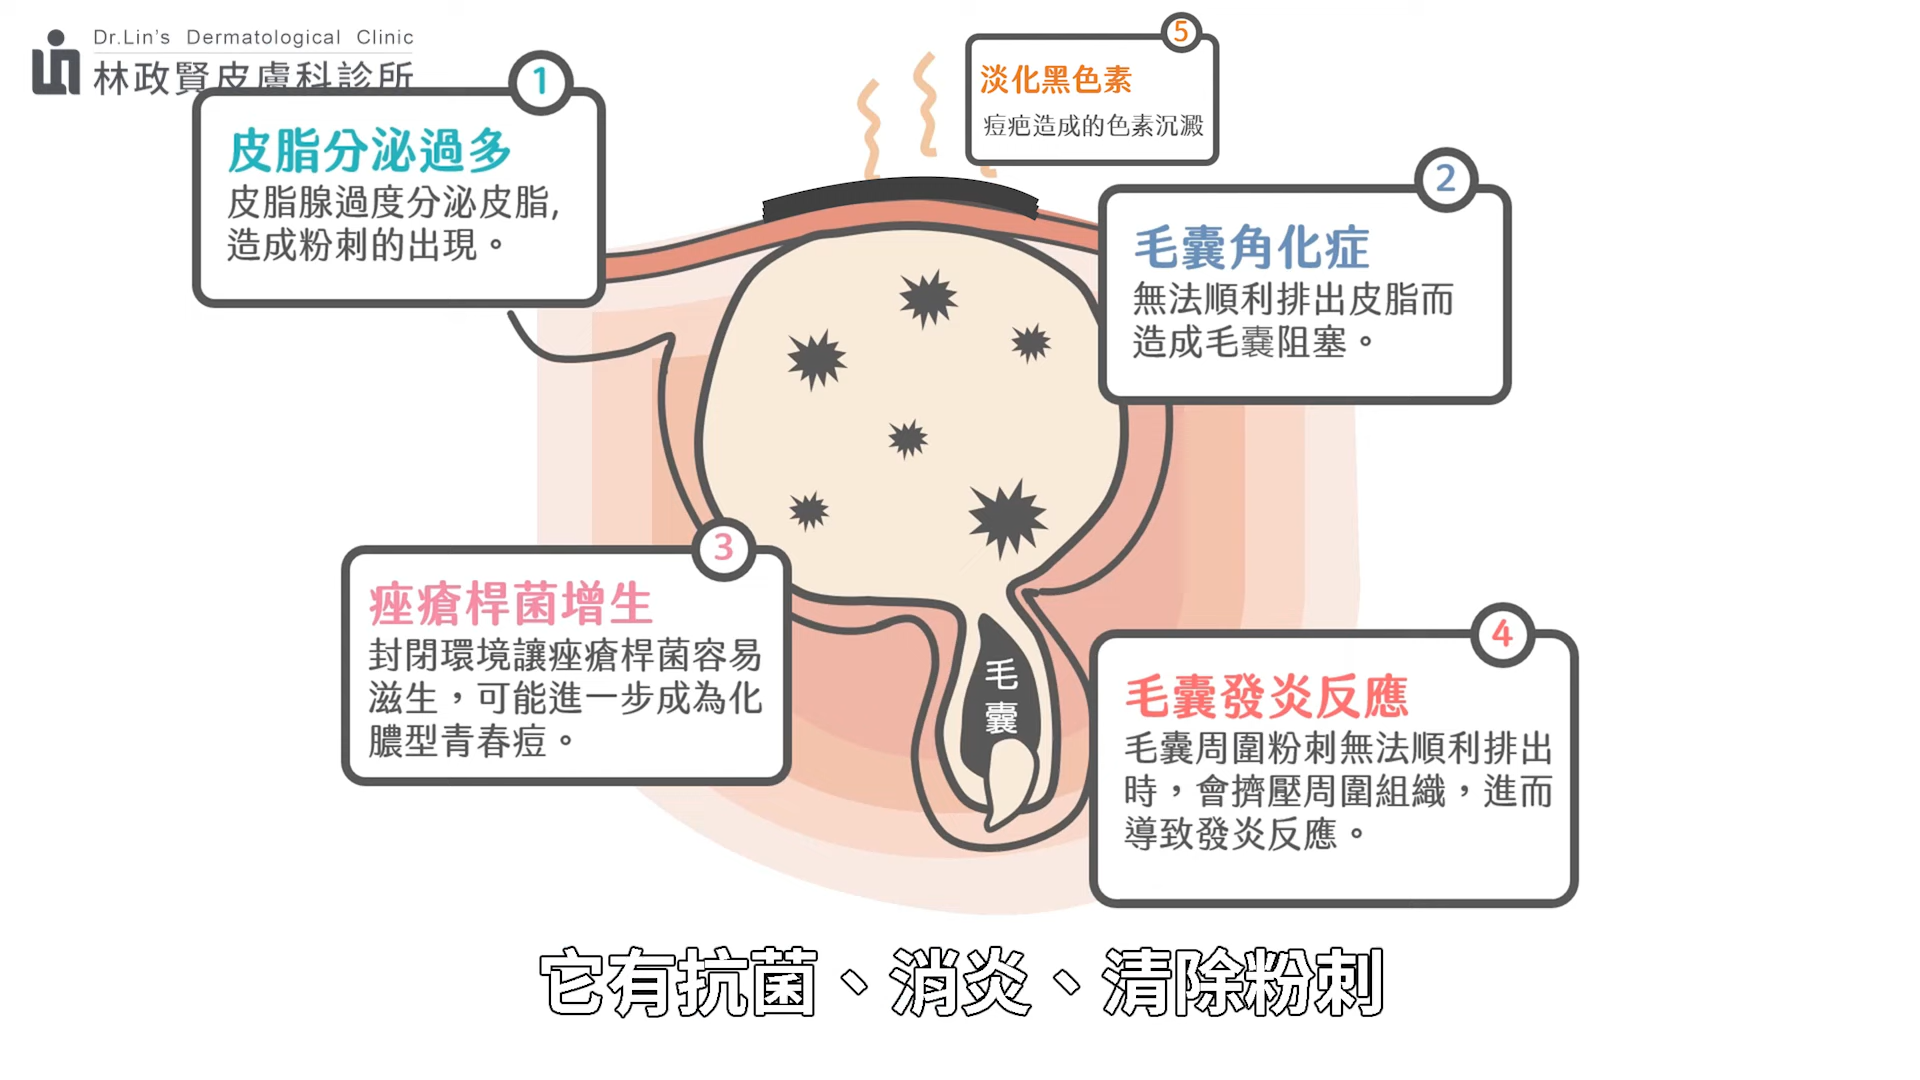 Dr.Lin's Dermatological Clinic
林政賢皮膚科診所
1
皮脂分泌過多
皮脂腺過度分泌皮脂,
造成粉刺的出現。
5
淡化黑色素
痘疤造成的色素沉澱
2
毛囊角化症
無法順利排出皮脂而
造成毛囊阻塞。
3
痤瘡桿菌增生
封閉環境讓痤瘡桿菌容易
滋生，可能進一步成為化
膿型青春痘。
毛
囊
4
毛囊發炎反應
毛囊周圍粉刺無法順利排出
時，會擠壓周圍組織，進而
導致發炎反應。
它有抗菌、消炎、清除粉刺